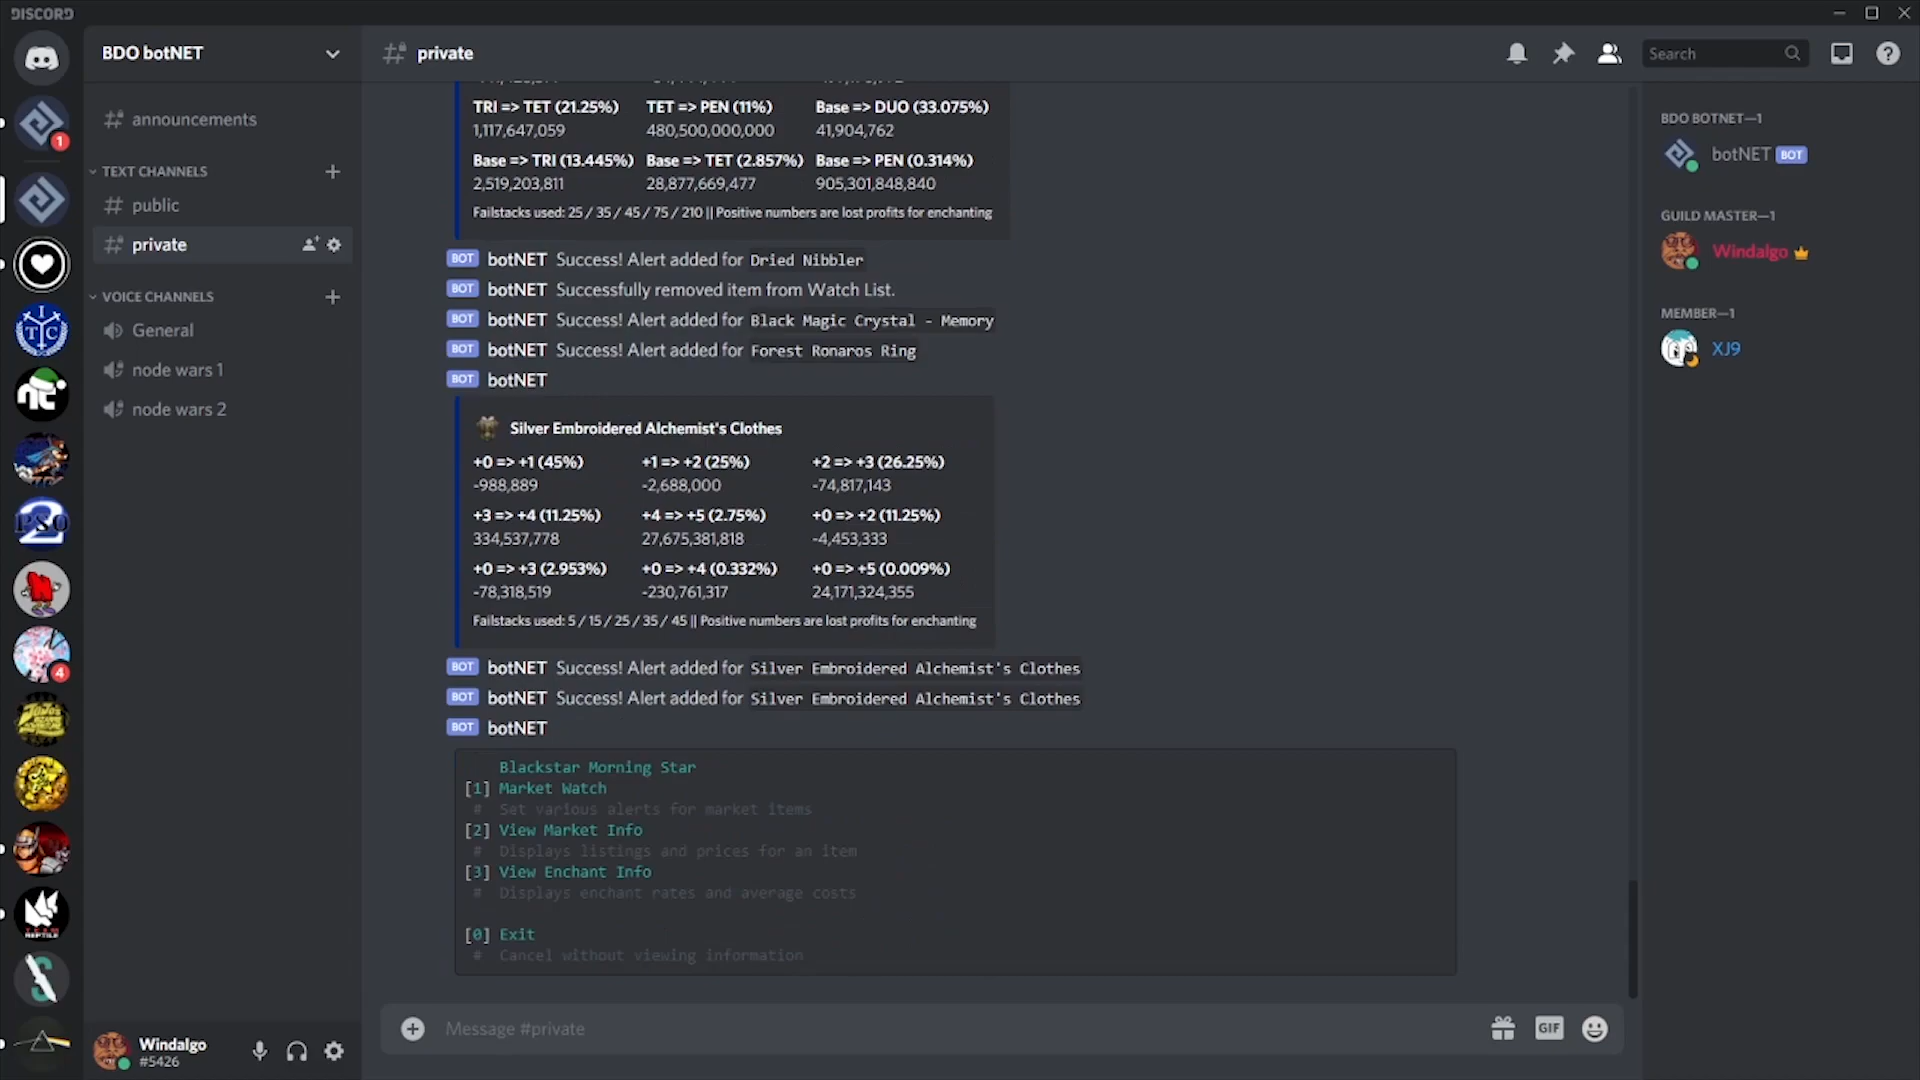 DISCORD
BDO botNET
private
Search
announcements
TEXT CHANNELS
public
private
VOICE CHANNELS
General
node wars 1
node wars 2
Windalgo
#5426
TRI => TET (21.25%) TET => PEN (11%) Base => DUO (33.075%)
1,117,647,059 480,500,000,000 41,904,762
Base => TRI (13.445%) Base => TET (2.857%) Base => PEN (0.314%)
2,519,203,811 28,877,669,477 905,301,848,840
Failstacks used: 25 / 35 / 45 / 75 / 210 || Positive numbers are lost profits for enchanting
BOT botNET Success! Alert added for Dried Nibbler
BOT botNET Successfully removed item from Watch List.
BOT botNET Success! Alert added for Black Magic Crystal - Memory
BOT botNET Success! Alert added for Forest Ronaros Ring
BOT botNET
Silver Embroidered Alchemist's Clothes
+0 => +1 (45%) +1 => +2 (25%) +2 => +3 (26.25%)
-988,889 -2,688,000 -74,817,143
+3 => +4 (11.25%) +4 => +5 (2.75%) +0 => +2 (11.25%)
334,537,778 27,675,381,818 -4,453,333
+0 => +3 (2.953%) +0 => +4 (0.332%) +0 => +5 (0.009%)
-78,318,519 -230,761,317 24,171,324,355
Failstacks used: 5 / 15 / 25 / 35 / 45 || Positive numbers are lost profits for enchanting
BOT botNET Success! Alert added for Silver Embroidered Alchemist's Clothes
BOT botNET Success! Alert added for Silver Embroidered Alchemist's Clothes
BOT botNET
Blackstar Morning Star
[1] Market Watch
# Set various alerts for market items
[2] View Market Info
# Displays listings and prices for an item
[3] View Enchant Info
# Displays enchant rates and average costs
[0] Exit
# Cancel without viewing information
Message #private
GIF
BDO BOTNET—1
botNET BOT
GUILD MASTER—1
Windalgo
MEMBER—1
XJ9
1
ITC
PSO
2
N
4
TEAM
REPTILE